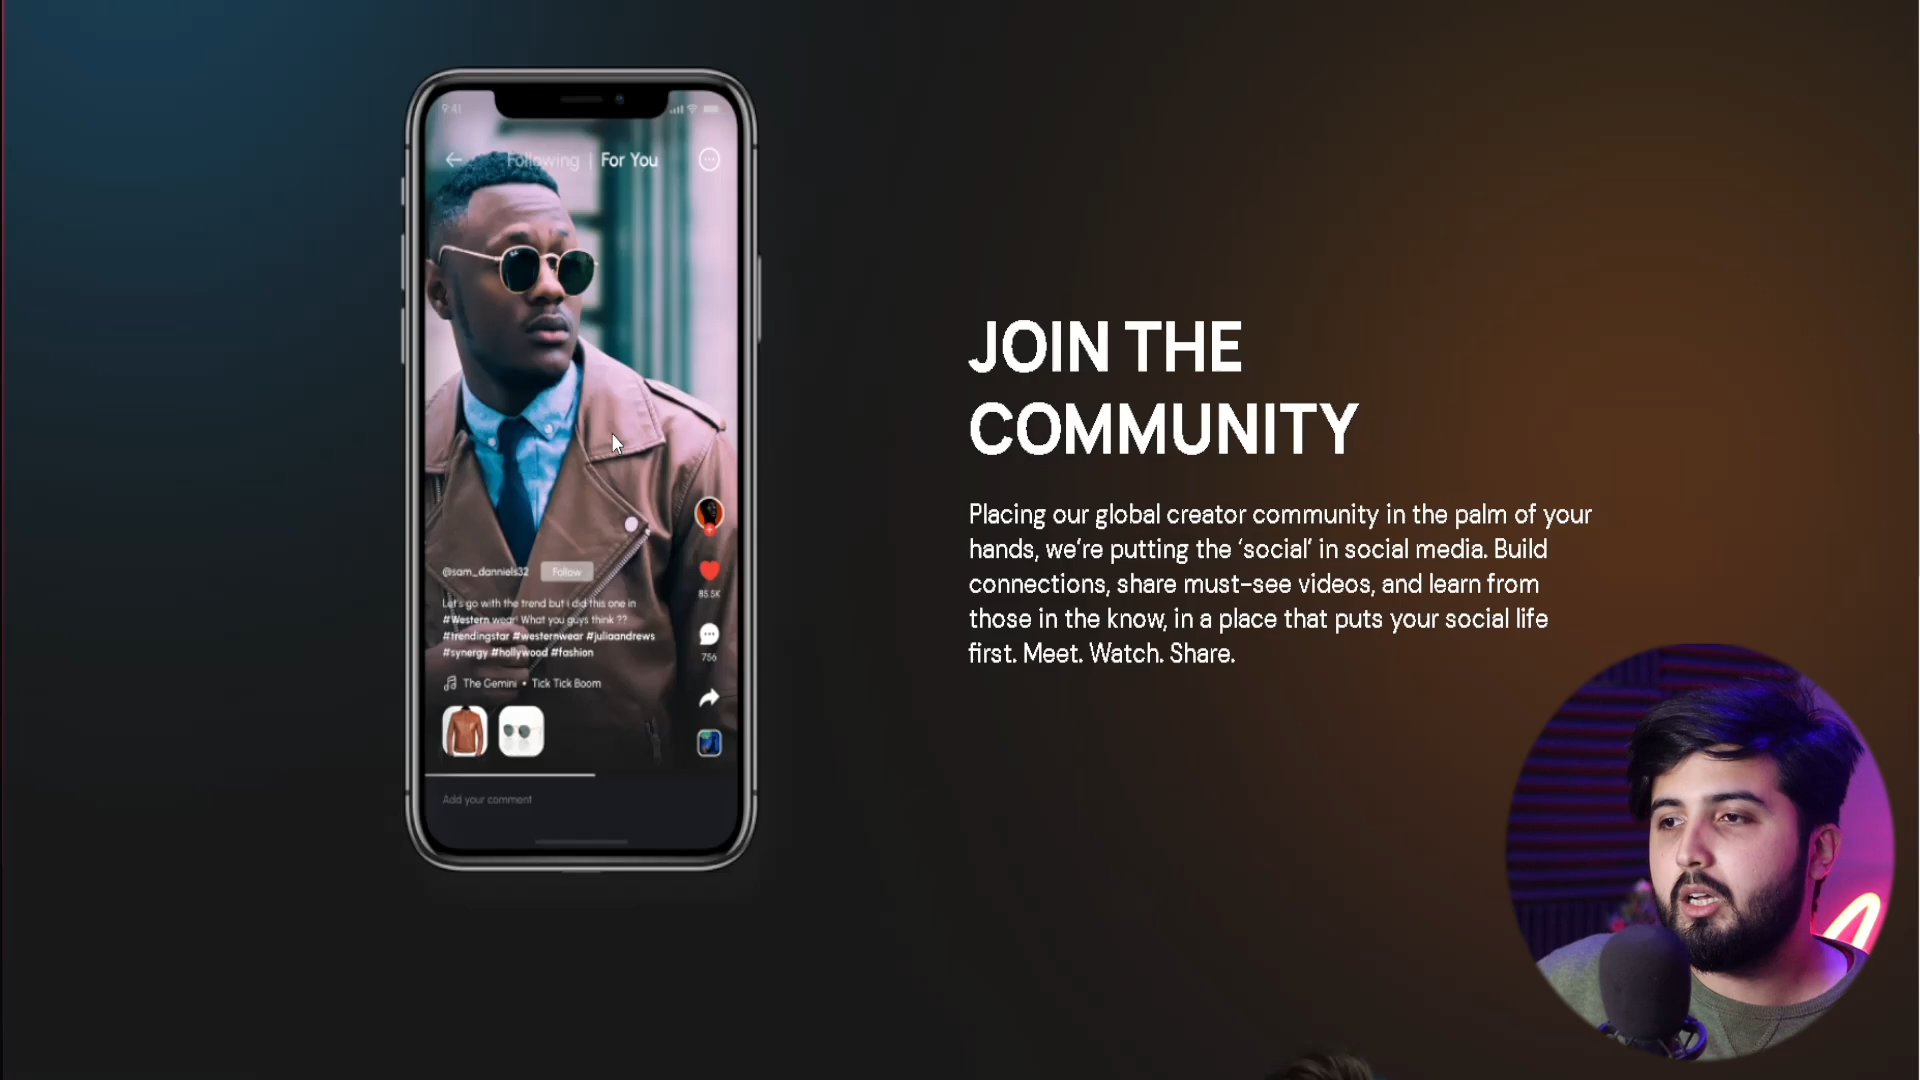 9:41
Following | For You
@sam_danniels32 Follow
Let's go with the trend but i did this one in
#Western wear! What you guys think ??
#trendingstar #westernwear #juliaandrews
#synergy #hollywood #fashion
The Gemini • Tick Tick Boom
85.5K
756
Add your comment
JOIN THE
COMMUNITY
Placing our global creator community in the palm of your
hands, we're putting the ‘social’ in social media. Build
connections, share must-see videos, and learn from
those in the know, in a place that puts your social life
first. Meet. Watch. Share.